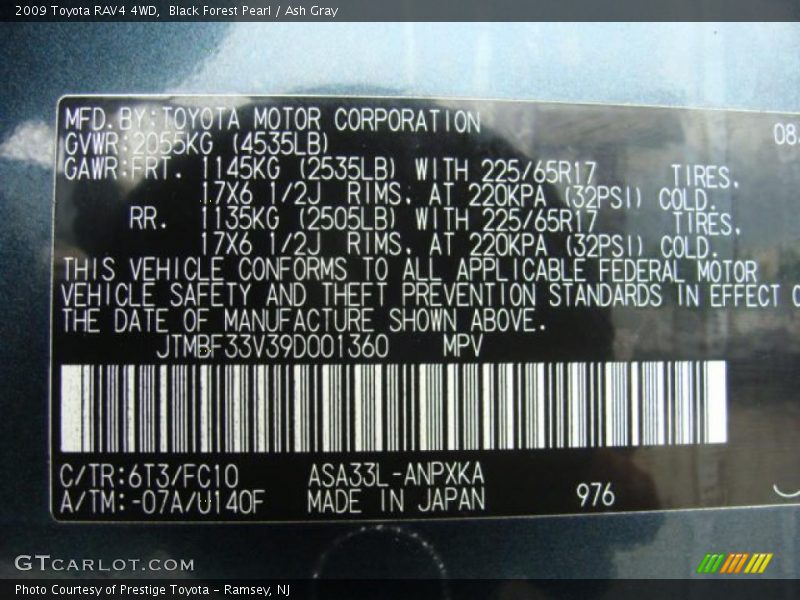 2009 Toyota RAV4 4WD,  Black Forest Pearl / Ash Gray
MFD.BY:TOYOTA MOTOR CORPORATION 08
GVWR:2055KG (4535LB)
GAWR:FRT. 1145KG (2535LB) WITH 225/65R17 TIRES.
17X6 1/2J RIMS. AT 220KPA (32PSI) COLD.
RR. 1135KG (2505LB) WITH 225/65R17 TIRES.
17X6 1/2J RIMS. AT 220KPA (32PSI) COLD.
THIS VEHICLE CONFORMS TO ALL APPLICABLE FEDERAL MOTOR
VEHICLE SAFETY AND THEFT PREVENTION STANDARDS IN EFFECT
THE DATE OF MANUFACTURE SHOWN ABOVE.
JTMBF33V39D001360 MPV
C/TR:6T3/FC10 ASA33L-ANPXKA
A/TM:-07A/U140F MADE IN JAPAN 976
GTCARLOT.COM
Photo Courtesy of Prestige Toyota - Ramsey, NJ